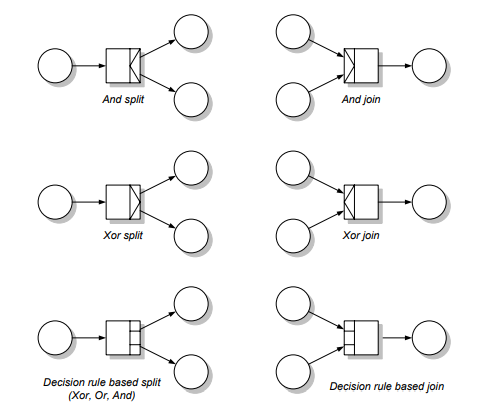 And split
And join
Xor split
Xor join
Decision rule based split
(Xor, Or, And)
Decision rule based join